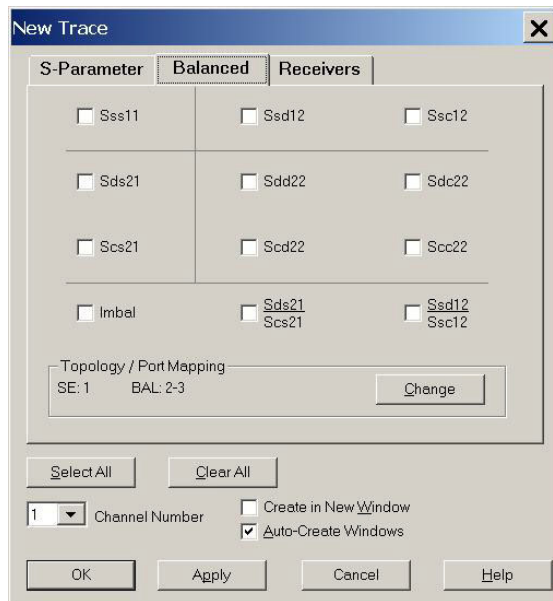 New Trace
S-Parameter Balanced Receivers
Sss11 Ssd12 Ssc12
Sds21 Sdd22 Sdc22
Scs21 Scd22 Scc22
Imbal Sds21 Ssd12
Scs21 Ssc12
Topology / Port Mapping
SE: 1 BAL: 2-3 Change
Select All Clear All
1 Channel Number
Create in New Window
Auto-Create Windows
OK Apply Cancel Help